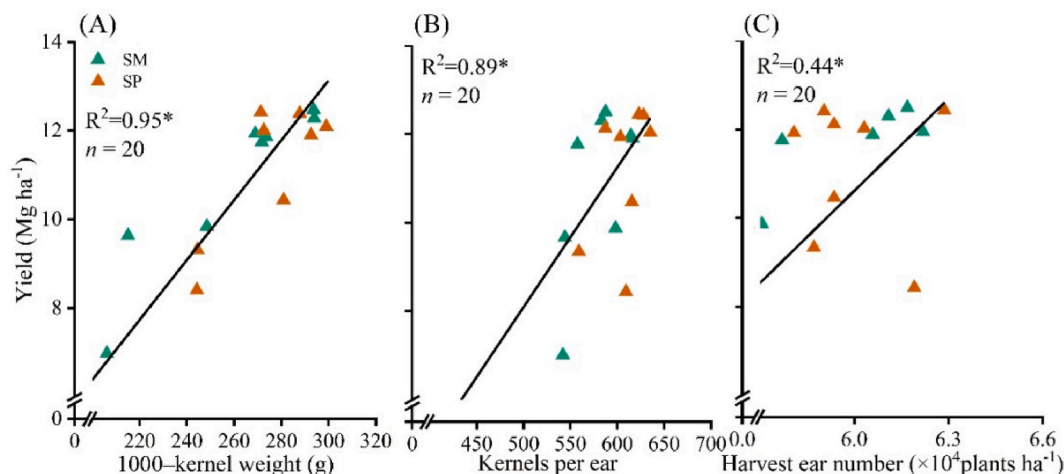 (A)
SM
SP
R²=0.95*
n = 20
14
12
10
8
0
Yield (Mg ha⁻¹)
0 220 240 260 280 300 320
1000–kernel weight (g)
(B)
R²=0.89*
n = 20
0 450 500 550 600 650 700
Kernels per ear
(C)
R²=0.44*
n = 20
0.0 6.0 6.3 6.6
Harvest ear number (×10⁴plants ha⁻¹)